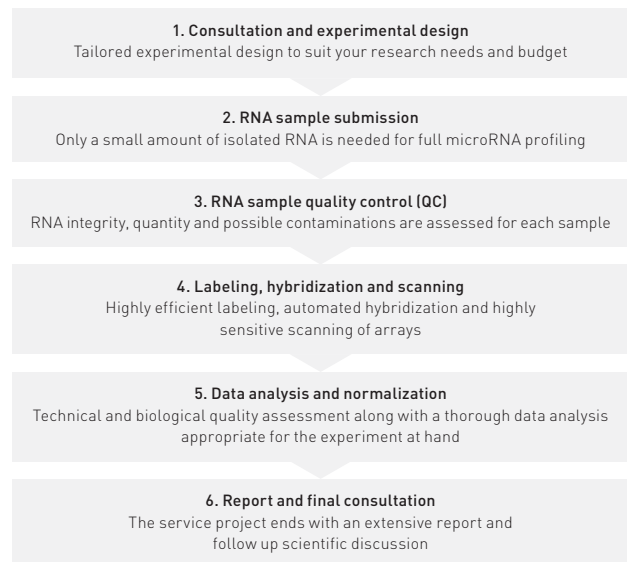 1. Consultation and experimental design
Tailored experimental design to suit your research needs and budget
2. RNA sample submission
Only a small amount of isolated RNA is needed for full microRNA profiling
3. RNA sample quality control (QC)
RNA integrity, quantity and possible contaminations are assessed for each sample
4. Labeling, hybridization and scanning
Highly efficient labeling, automated hybridization and highly
sensitive scanning of arrays
5. Data analysis and normalization
Technical and biological quality assessment along with a thorough data analysis
appropriate for the experiment at hand
6. Report and final consultation
The service project ends with an extensive report and
follow up scientific discussion